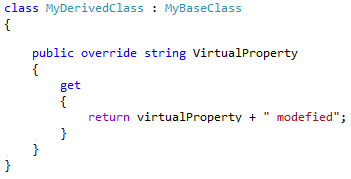 class MyDerivedClass : MyBaseClass
{
public override string VirtualProperty
{
get
{
return virtualProperty + " modefied";
}
}
}